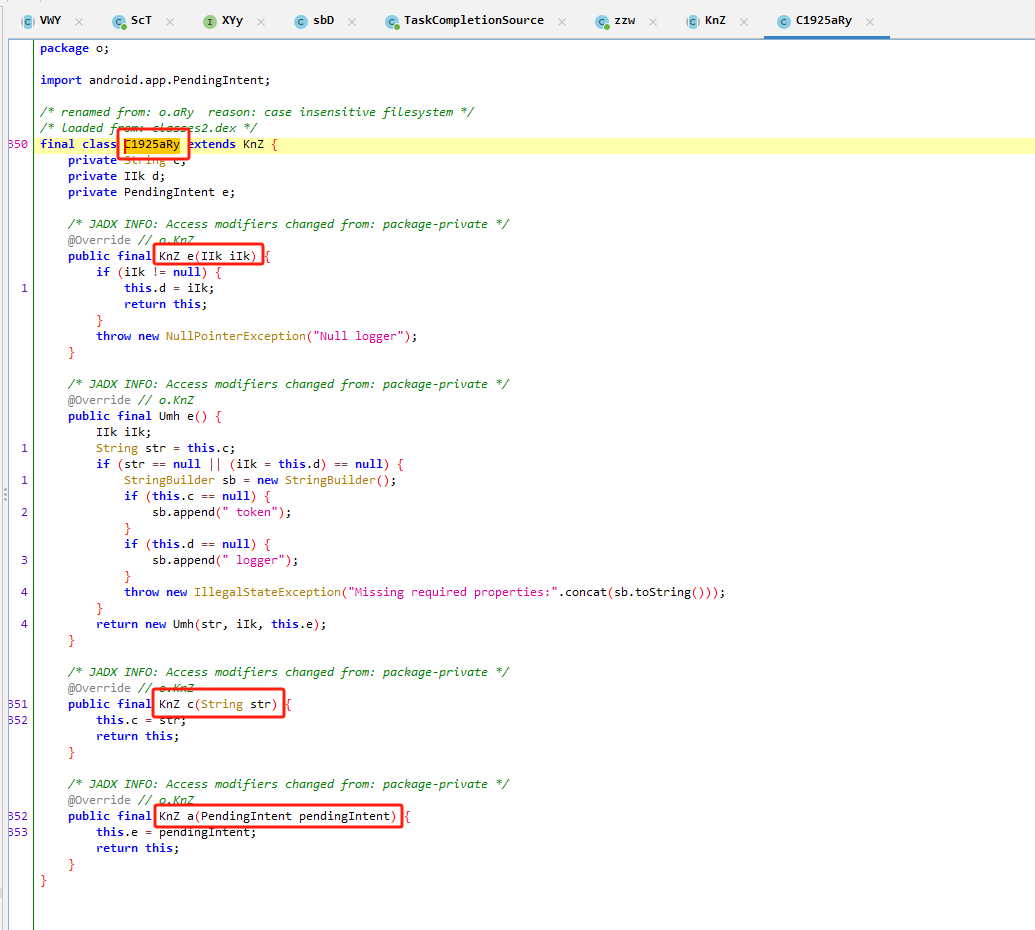 VWY ScT XYy sbD TaskCompletionSource zzw KnZ C1925aRy
package o;
import android.app.PendingIntent;
/* renamed from: o.aRy  reason: case insensitive filesystem */
/* loaded from: classes2.dex */
350 final class C1925aRy extends KnZ {
private String c;
private IIk d;
private PendingIntent e;
/* JADX INFO: Access modifiers changed from: package-private */
@Override // o.KnZ
public final KnZ e(IIk iIk) {
if (iIk != null) {
1 this.d = iIk;
return this;
}
throw new NullPointerException("Null logger");
}
/* JADX INFO: Access modifiers changed from: package-private */
@Override // o.KnZ
public final Umh e() {
IIk iIk;
1 String str = this.c;
if (str == null || (iIk = this.d) == null) {
1 StringBuilder sb = new StringBuilder();
if (this.c == null) {
2 sb.append(" token");
}
if (this.d == null) {
3 sb.append(" logger");
}
4 throw new IllegalStateException("Missing required properties:".concat(sb.toString()));
}
4 return new Umh(str, iIk, this.e);
}
/* JADX INFO: Access modifiers changed from: package-private */
@Override // o.KnZ
351 public final KnZ c(String str) {
352 this.c = str;
return this;
}
/* JADX INFO: Access modifiers changed from: package-private */
@Override // o.KnZ
352 public final KnZ a(PendingIntent pendingIntent) {
353 this.e = pendingIntent;
return this;
}
}